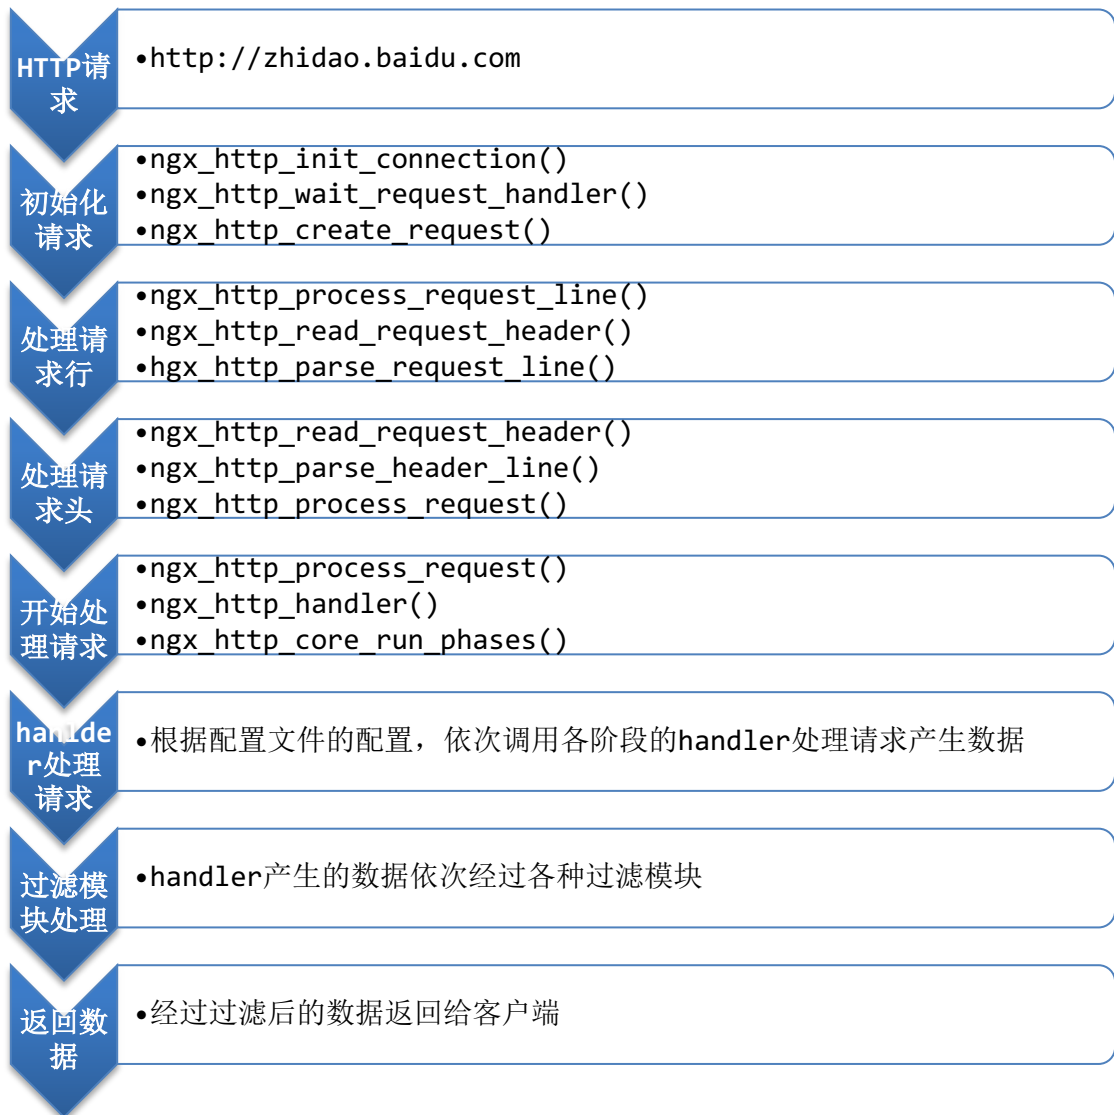 HTTP请
求
•http://zhidao.baidu.com
初始化
请求
•ngx_http_init_connection()
•ngx_http_wait_request_handler()
•ngx_http_create_request()
处理请
求行
•ngx_http_process_request_line()
•ngx_http_read_request_header()
•hgx_http_parse_request_line()
处理请
求头
•ngx_http_read_request_header()
•ngx_http_parse_header_line()
•ngx_http_process_request()
开始处
理请求
•ngx_http_process_request()
•ngx_http_handler()
•ngx_http_core_run_phases()
hanlde
r处理
请求
•根据配置文件的配置，依次调用各阶段的handler处理请求产生数据
过滤模
块处理
•handler产生的数据依次经过各种过滤模块
返回数
据
•经过过滤后的数据返回给客户端